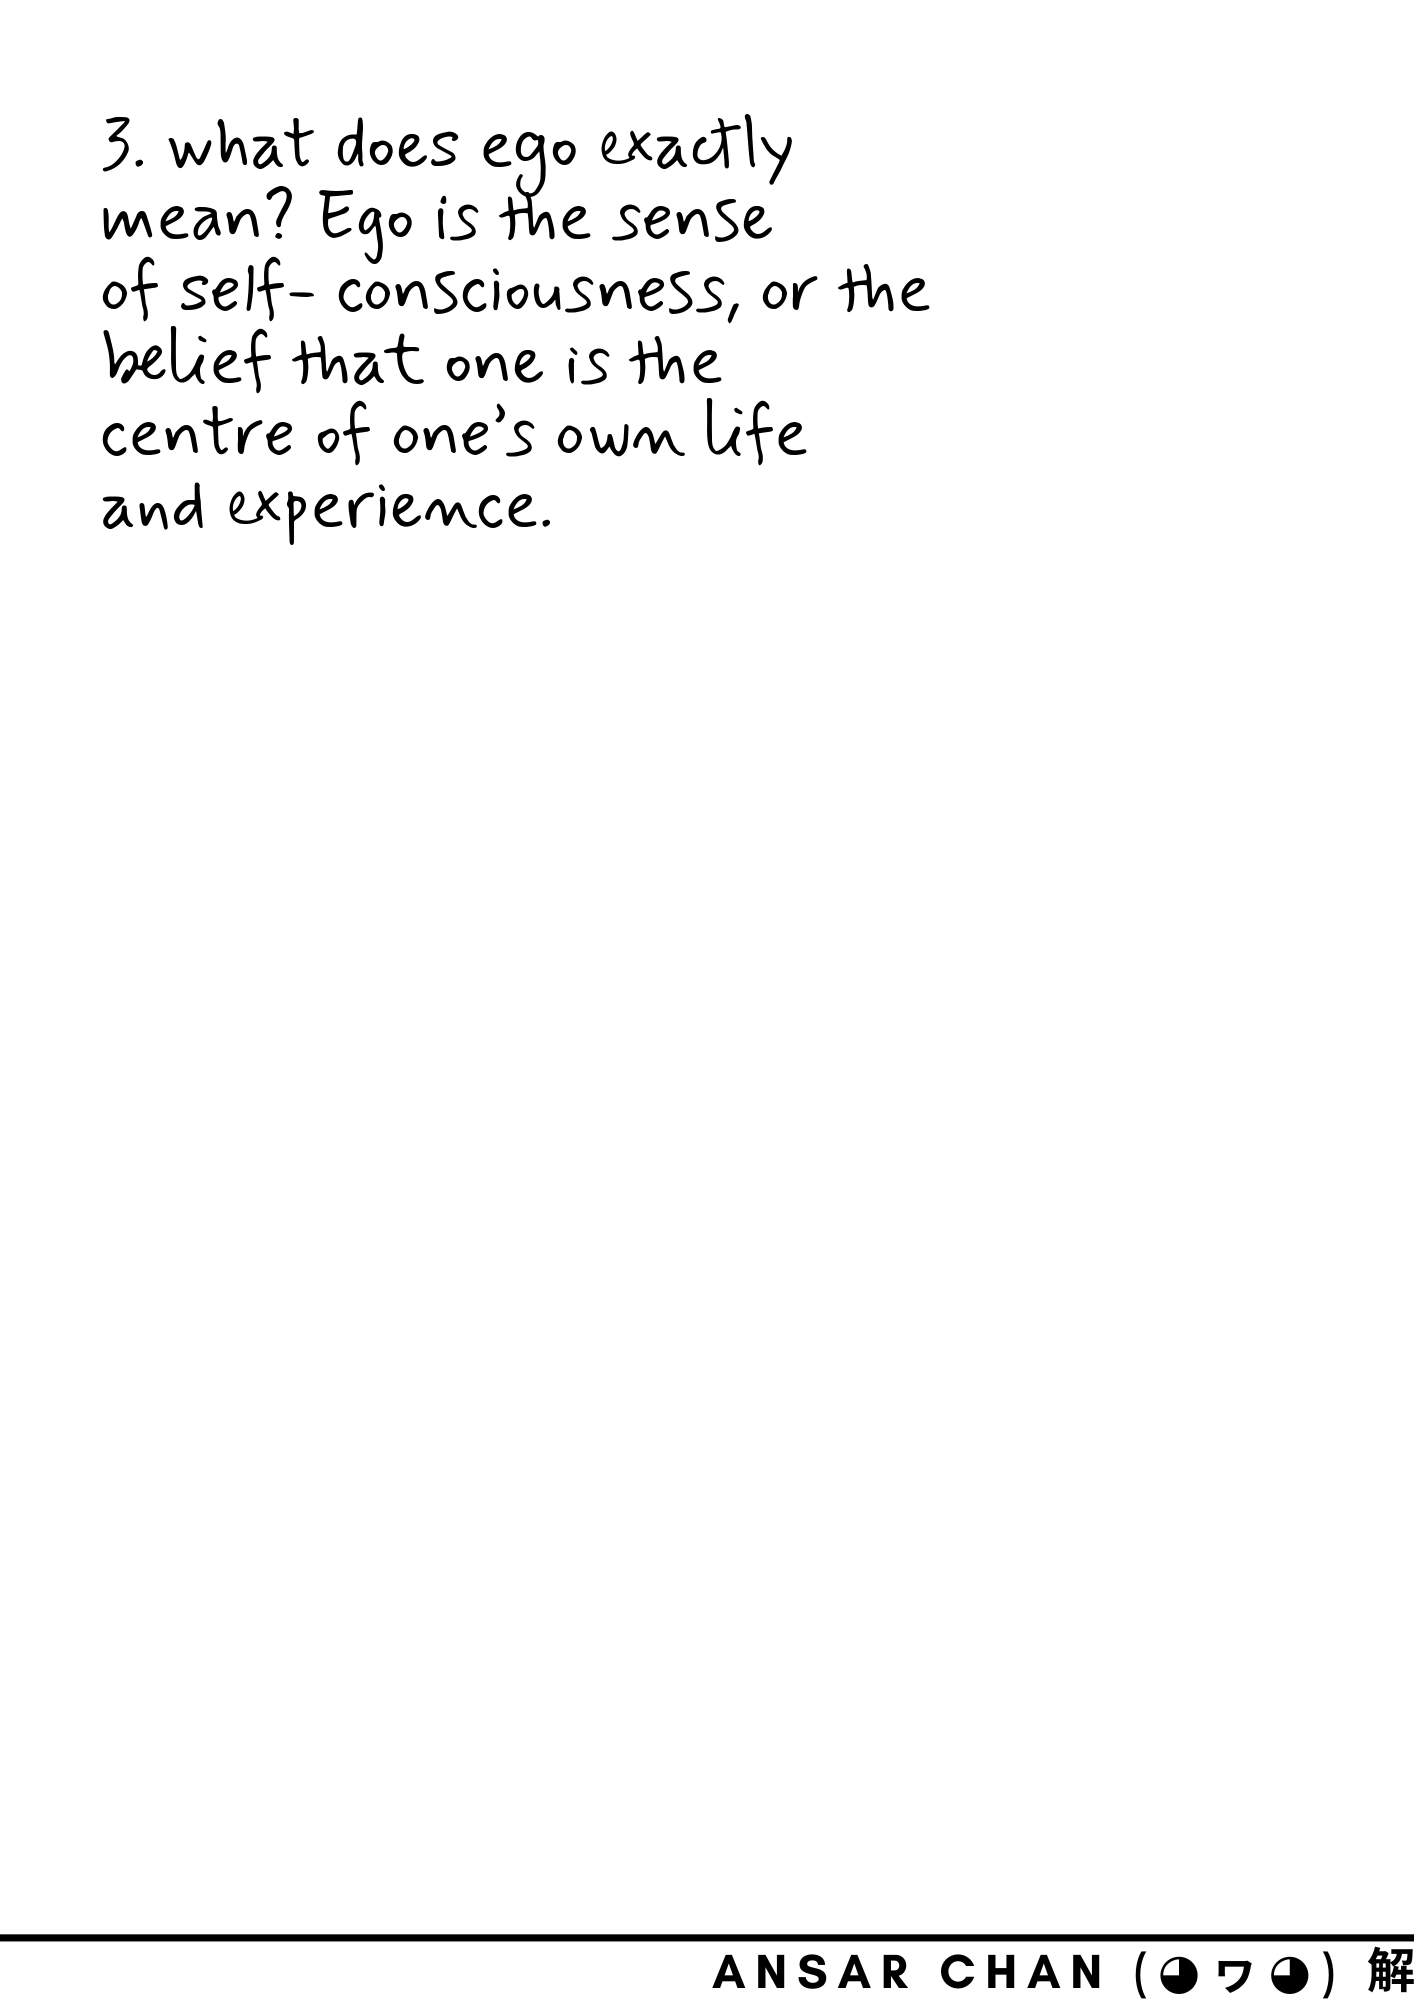 3. what does ego exactly
mean? Ego is the sense
of self- consciousness, or the
belief that one is the
centre of one's own life
and experience.
ANSAR CHAN (◕ヮ◕) 解